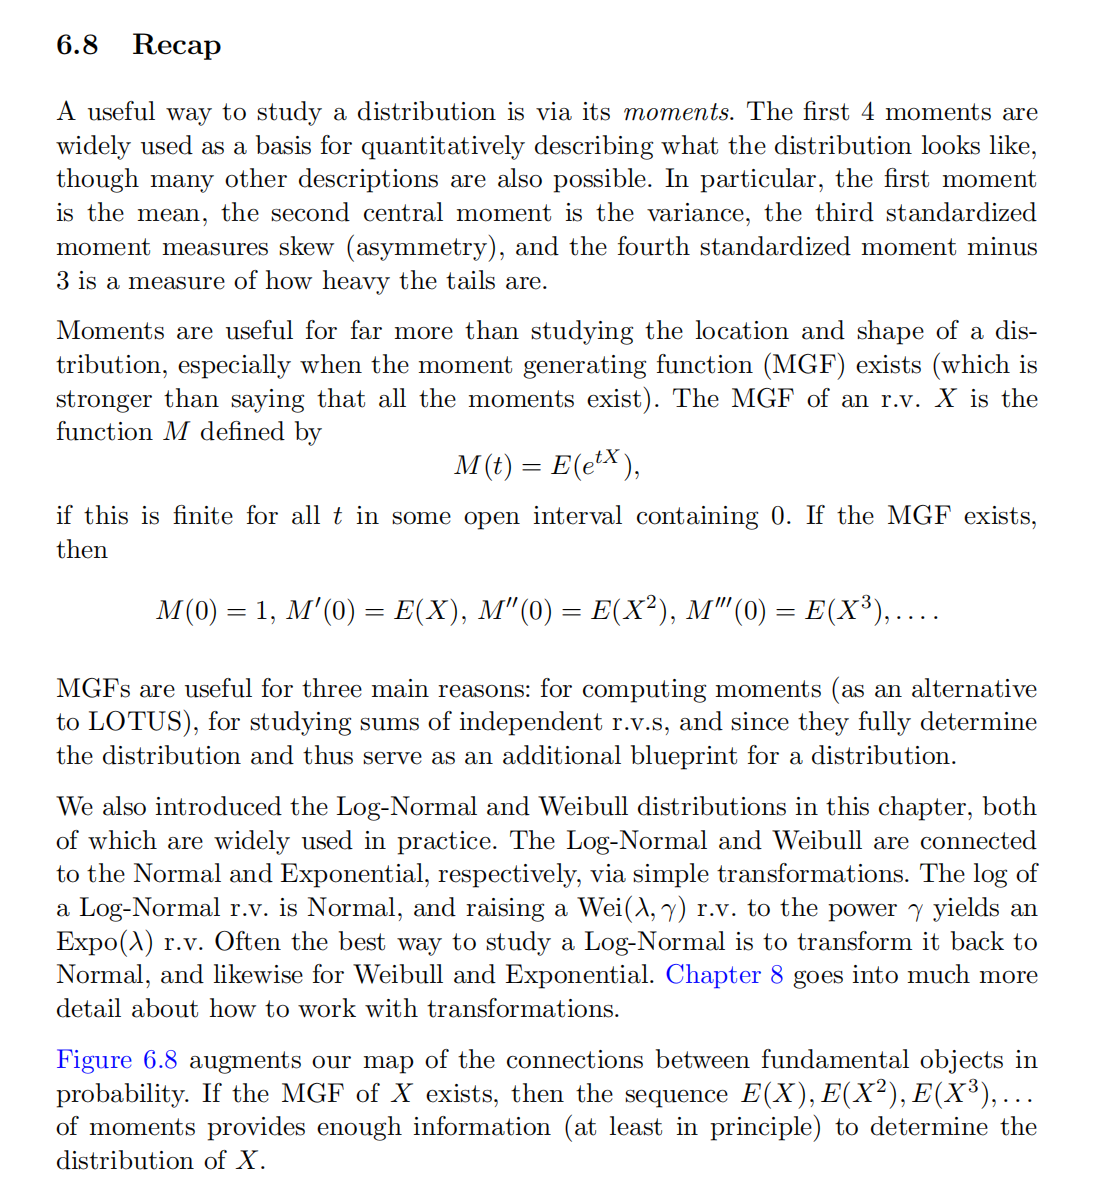 6.8 Recap
A useful way to study a distribution is via its moments. The first 4 moments are
widely used as a basis for quantitatively describing what the distribution looks like,
though many other descriptions are also possible. In particular, the first moment
is the mean, the second central moment is the variance, the third standardized
moment measures skew (asymmetry), and the fourth standardized moment minus
3 is a measure of how heavy the tails are.
Moments are useful for far more than studying the location and shape of a dis-
tribution, especially when the moment generating function (MGF) exists (which is
stronger than saying that all the moments exist). The MGF of an r.v. X is the
function M defined by
M(t) = E(e^{tX}),
if this is finite for all t in some open interval containing 0. If the MGF exists,
then
M(0) = 1, M′(0) = E(X), M″(0) = E(X²), M‴(0) = E(X³), . . . .
MGFs are useful for three main reasons: for computing moments (as an alternative
to LOTUS), for studying sums of independent r.v.s, and since they fully determine
the distribution and thus serve as an additional blueprint for a distribution.
We also introduced the Log-Normal and Weibull distributions in this chapter, both
of which are widely used in practice. The Log-Normal and Weibull are connected
to the Normal and Exponential, respectively, via simple transformations. The log of
a Log-Normal r.v. is Normal, and raising a Wei(λ, γ) r.v. to the power γ yields an
Expo(λ) r.v. Often the best way to study a Log-Normal is to transform it back to
Normal, and likewise for Weibull and Exponential. Chapter 8 goes into much more
detail about how to work with transformations.
Figure 6.8 augments our map of the connections between fundamental objects in
probability. If the MGF of X exists, then the sequence E(X), E(X²), E(X³), . . .
of moments provides enough information (at least in principle) to determine the
distribution of X.